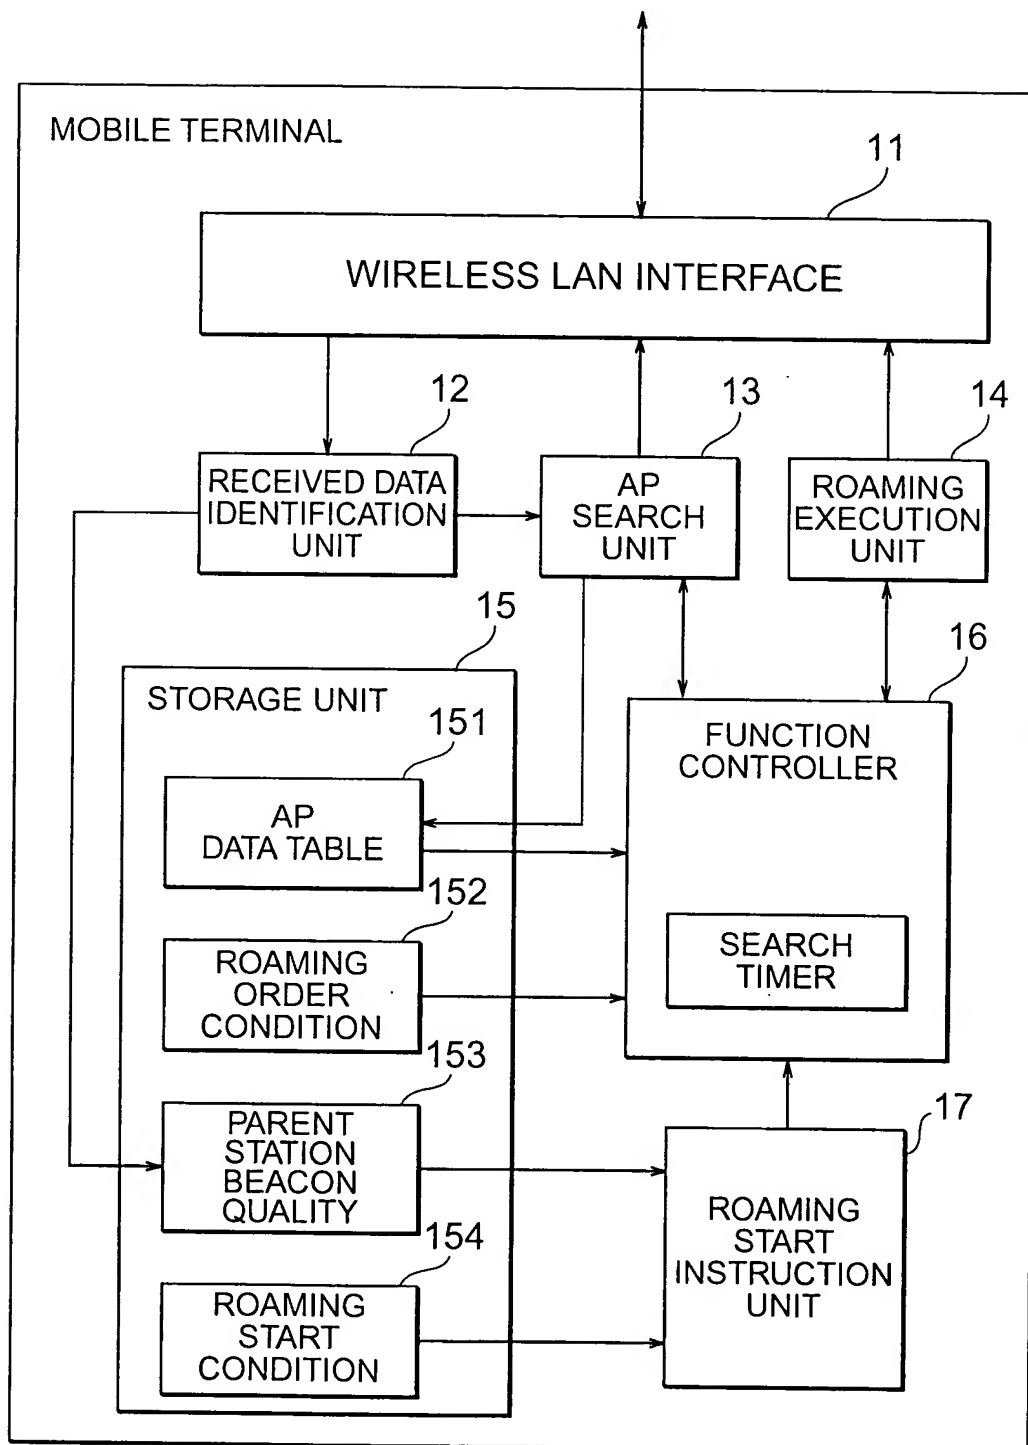 MOBILE TERMINAL
11
WIRELESS LAN INTERFACE
12
13
14
RECEIVED DATA
IDENTIFICATION
UNIT
AP
SEARCH
UNIT
ROAMING
EXECUTION
UNIT
15
16
STORAGE UNIT
151
AP
DATA TABLE
FUNCTION
CONTROLLER
152
ROAMING
ORDER
CONDITION
SEARCH
TIMER
153
PARENT
STATION
BEACON
QUALITY
17
154
ROAMING
START
CONDITION
ROAMING
START
INSTRUCTION
UNIT